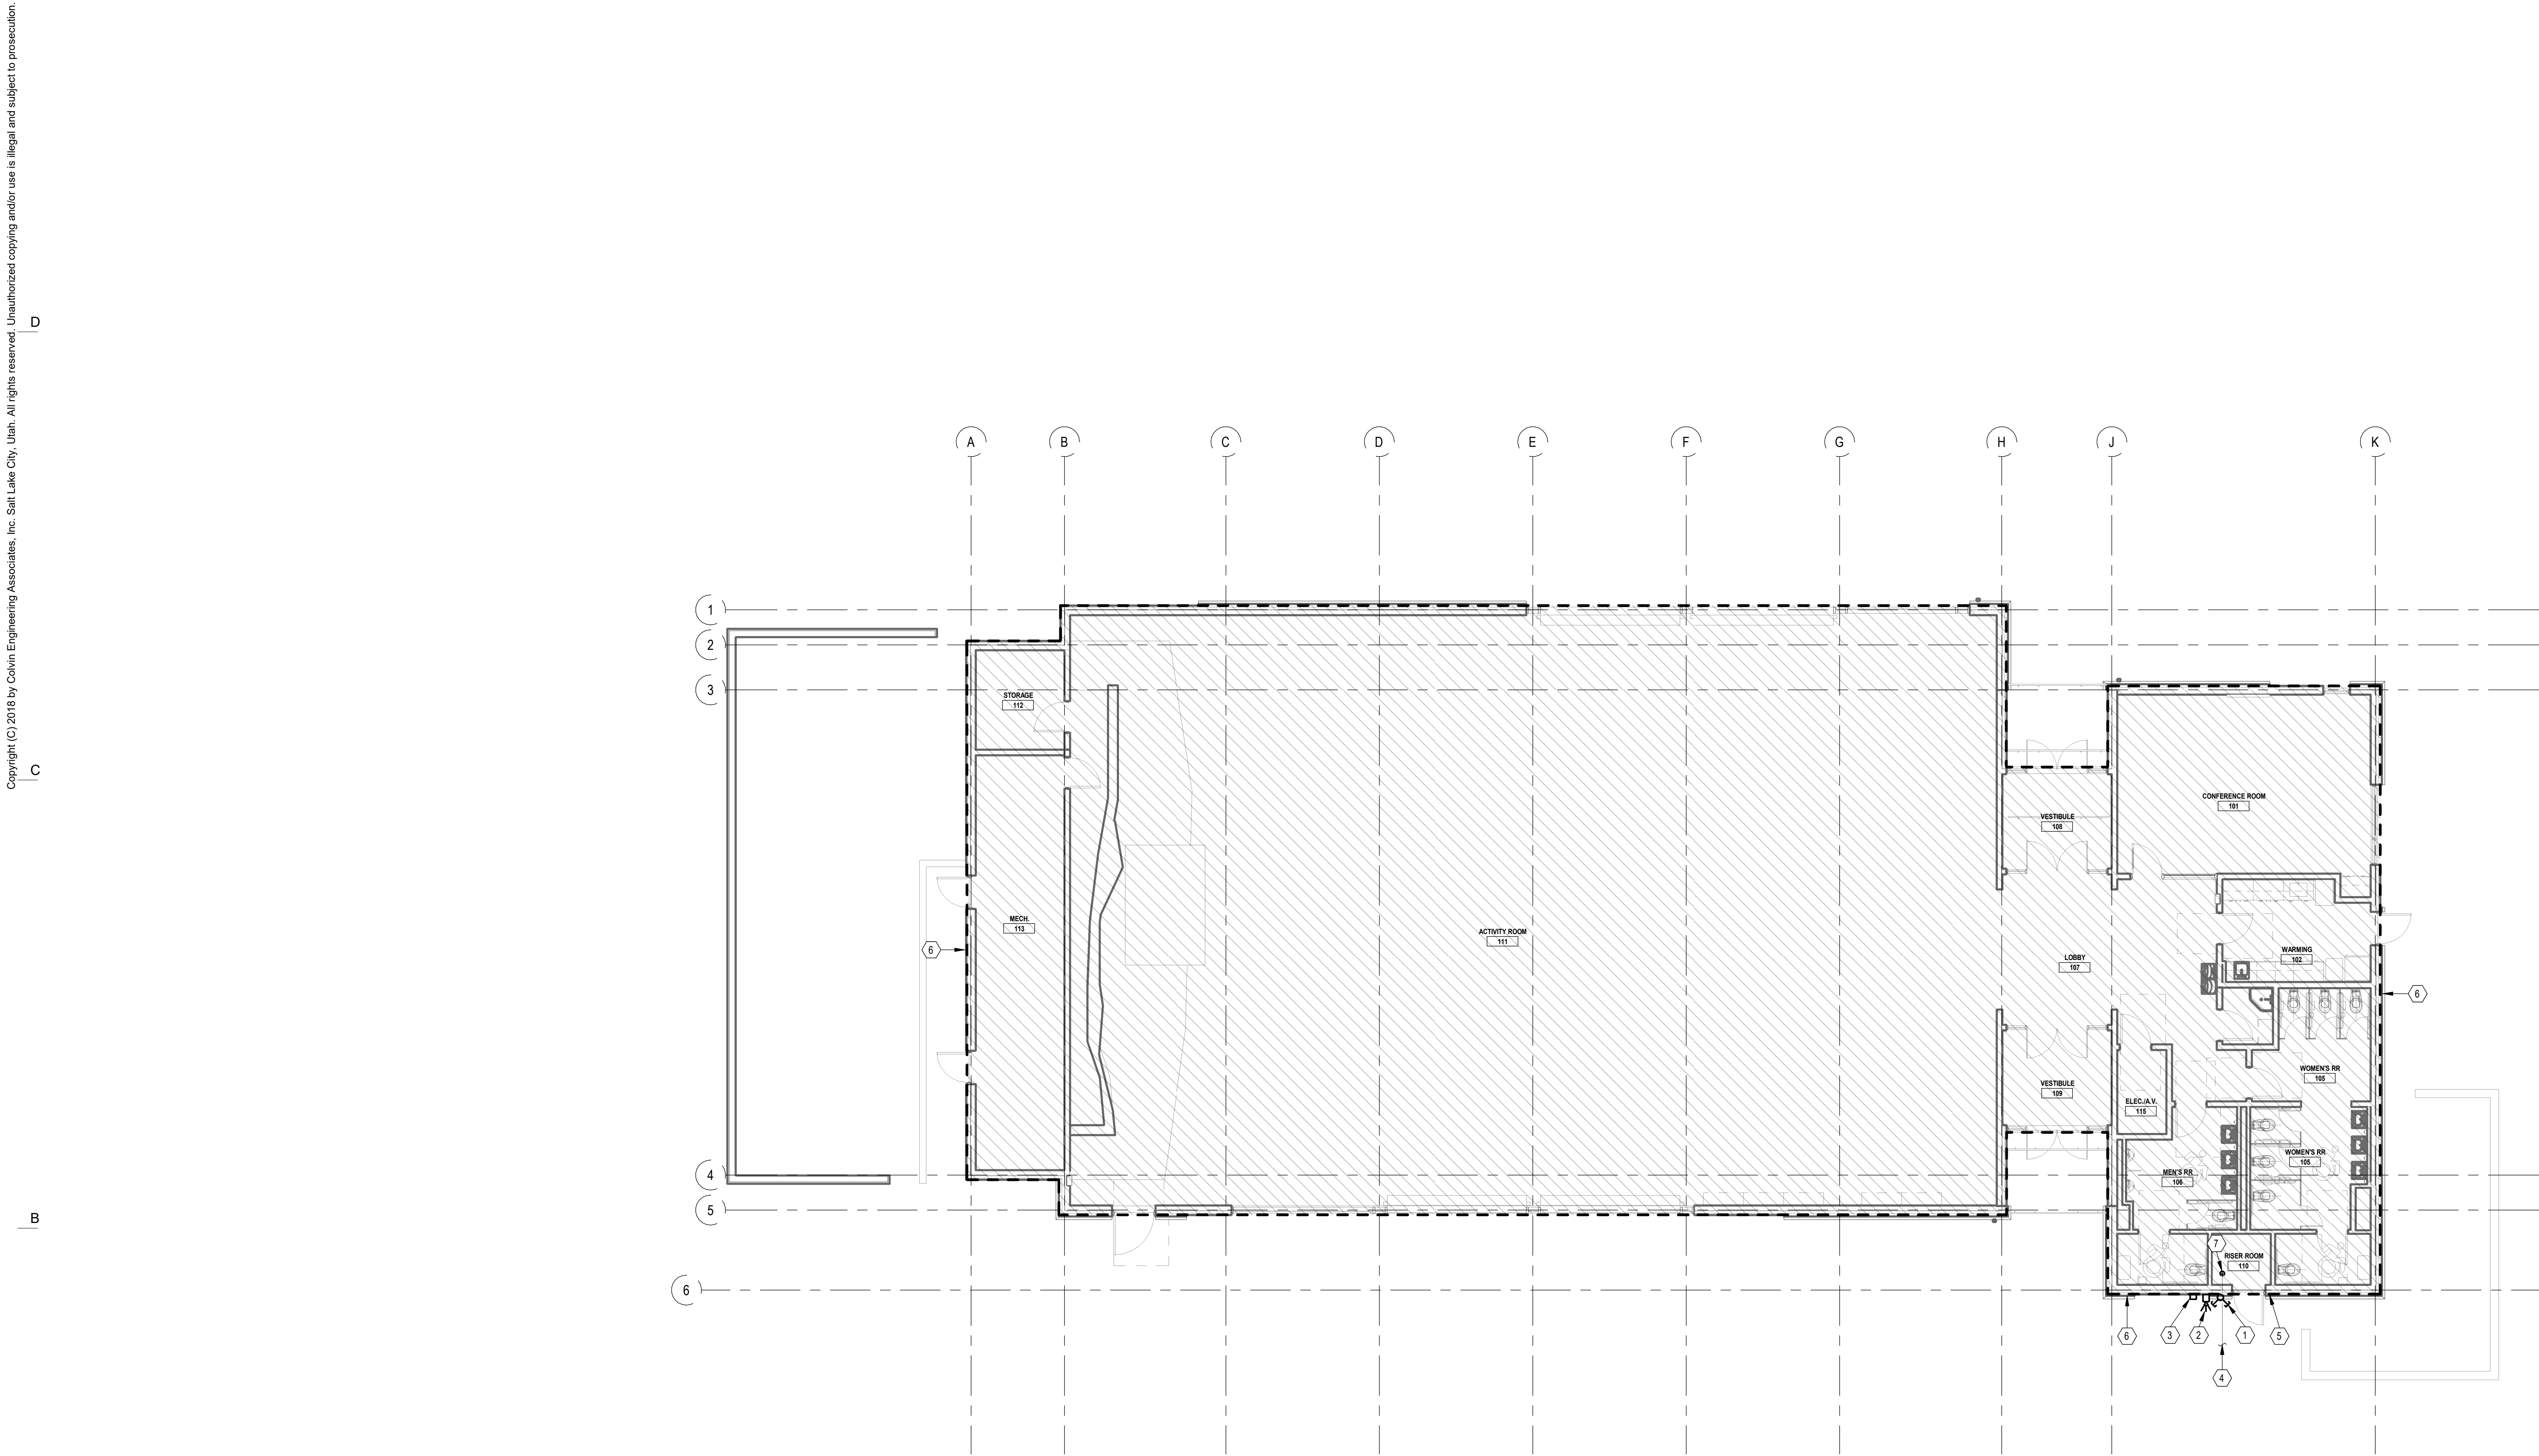 Copyright (C) 2018 by Colvin Engineering Associates, Inc. Salt Lake City, Utah. All rights reserved. Unauthorized copying and/or use is illegal and subject to prosecution.
D
C
B
A B C D E F G H J K
1
2
3
STORAGE
112
CONFERENCE ROOM
101
VESTIBULE
108
MECH.
113
6
ACTIVITY ROOM
111
WARMING
102
LOBBY
107
6
WOMEN'S RR
105
VESTIBULE
109
ELEC./A.V.
115
WOMEN'S RR
105
MEN'S RR
106
4
5
7
RISER ROOM
110
6
6 3 2 1 5
4